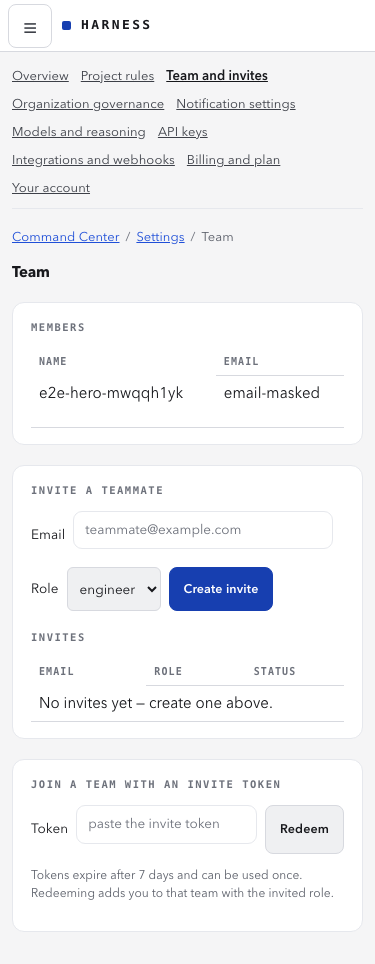 HARNESS
Overview Project rules Team and invites
Organization governance Notification settings
Models and reasoning API keys
Integrations and webhooks Billing and plan
Your account
Command Center / Settings / Team
Team
MEMBERS
NAME EMAIL
e2e-hero-mwqqh1yk email-masked
INVITE A TEAMMATE
Email teammate@example.com
Role engineer Create invite
INVITES
EMAIL ROLE STATUS
No invites yet — create one above.
JOIN A TEAM WITH AN INVITE TOKEN
Token paste the invite token Redeem
Tokens expire after 7 days and can be used once.
Redeeming adds you to that team with the invited role.